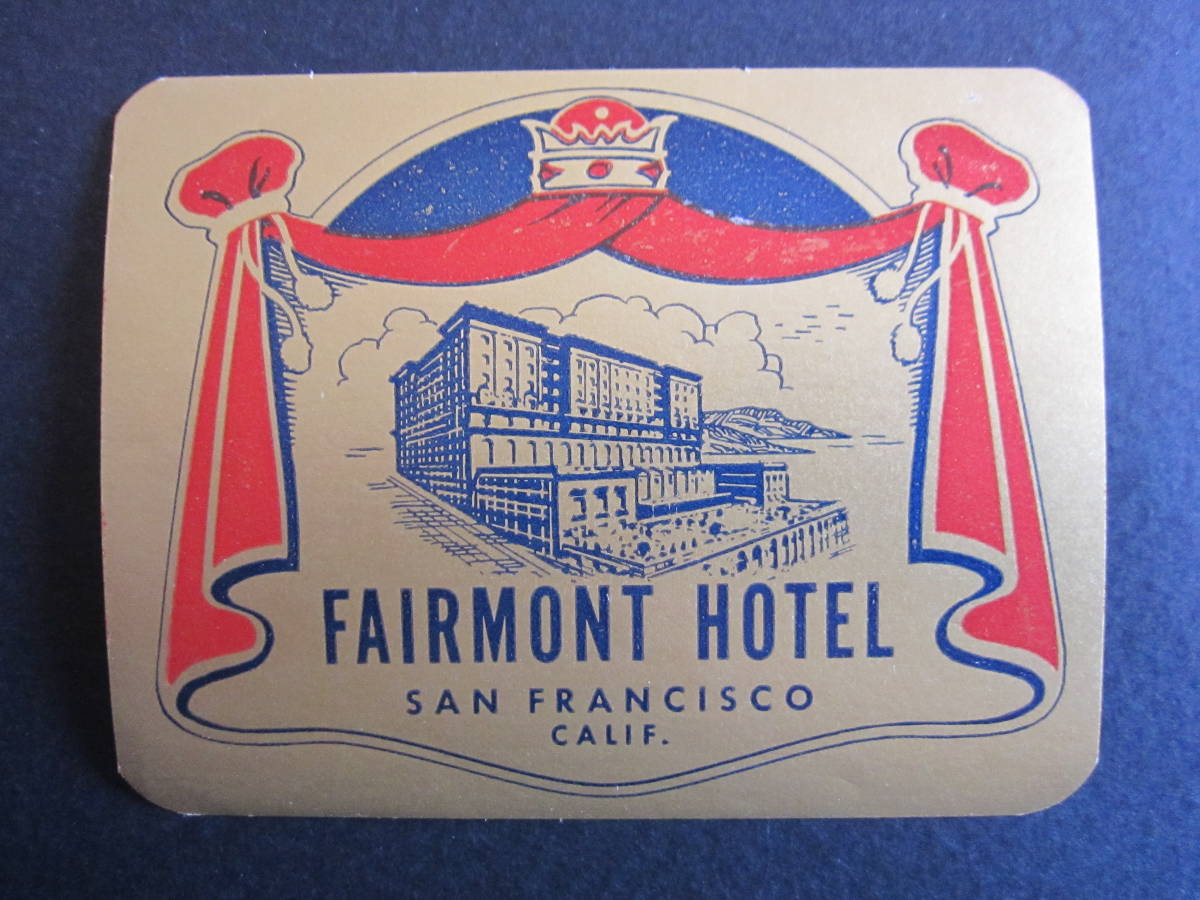 FAIRMONT HOTEL
SAN FRANCISCO
CALIF.